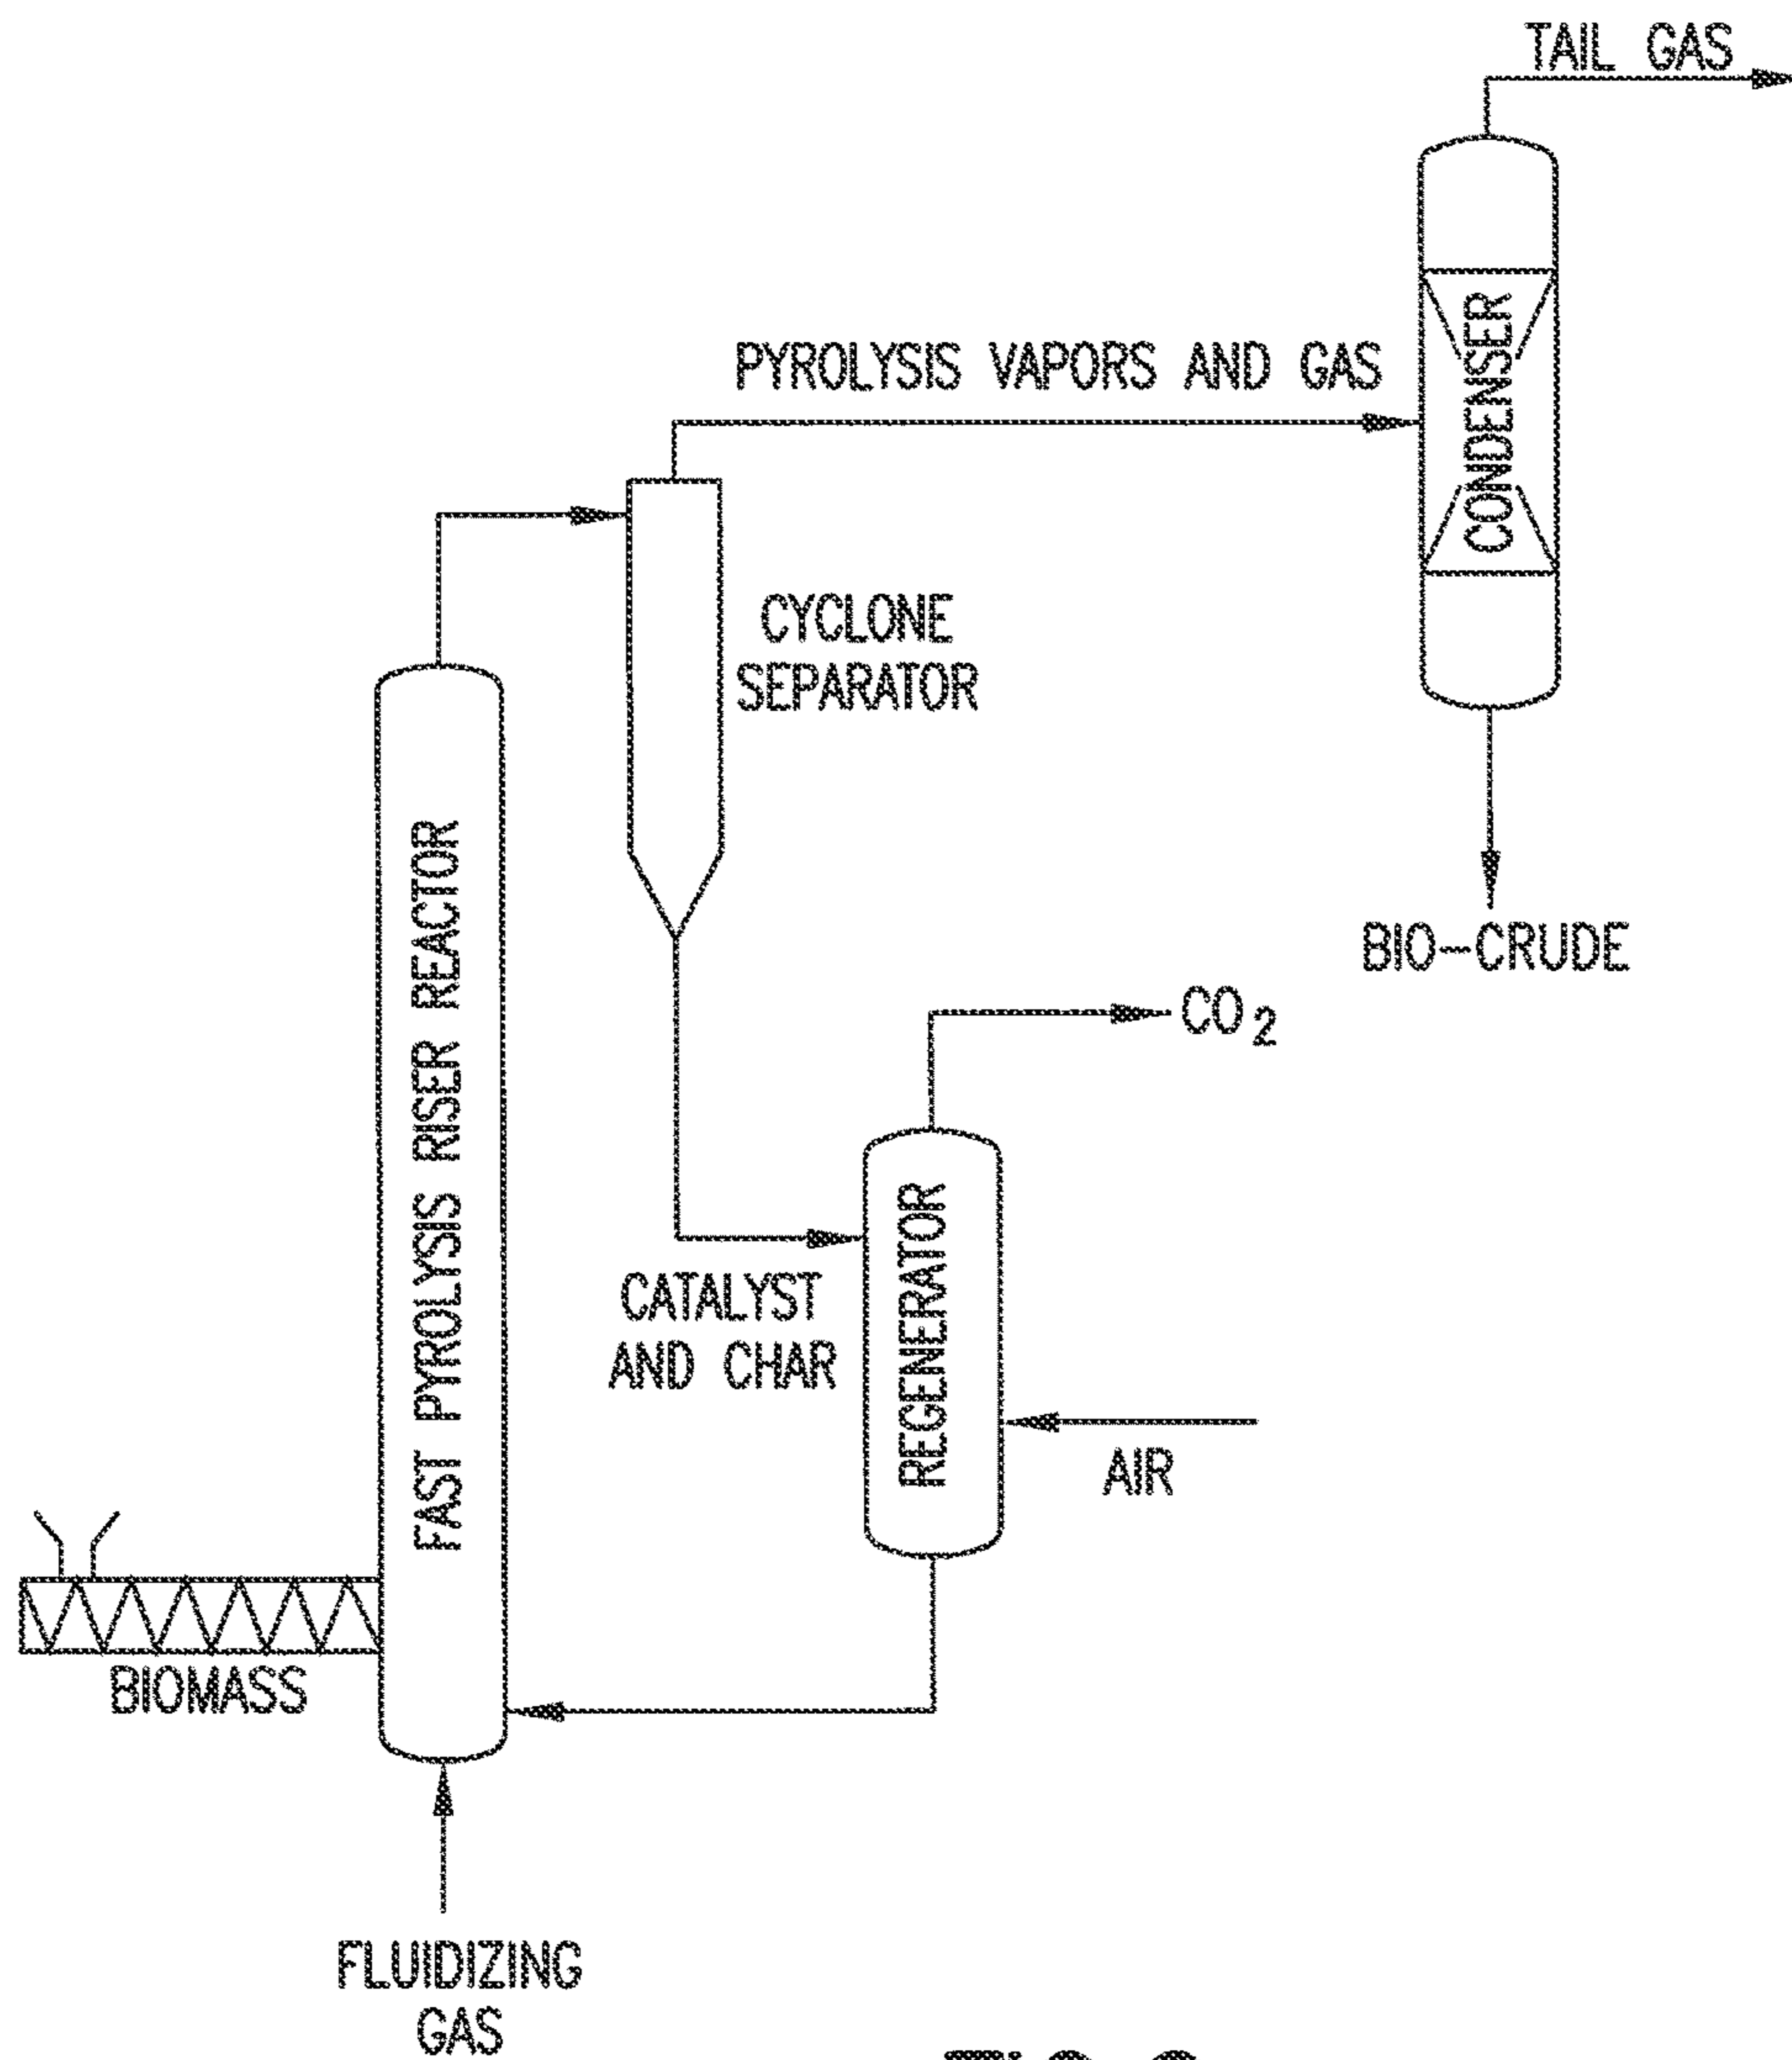 TAIL GAS
CONDENSER
PYROLYSIS VAPORS AND GAS
CYCLONE
SEPARATOR
FAST PYROLYSIS RISER REACTOR
BIO-CRUDE
CO₂
REGENERATOR
CATALYST
AND CHAR
AIR
BIOMASS
FLUIDIZING
GAS